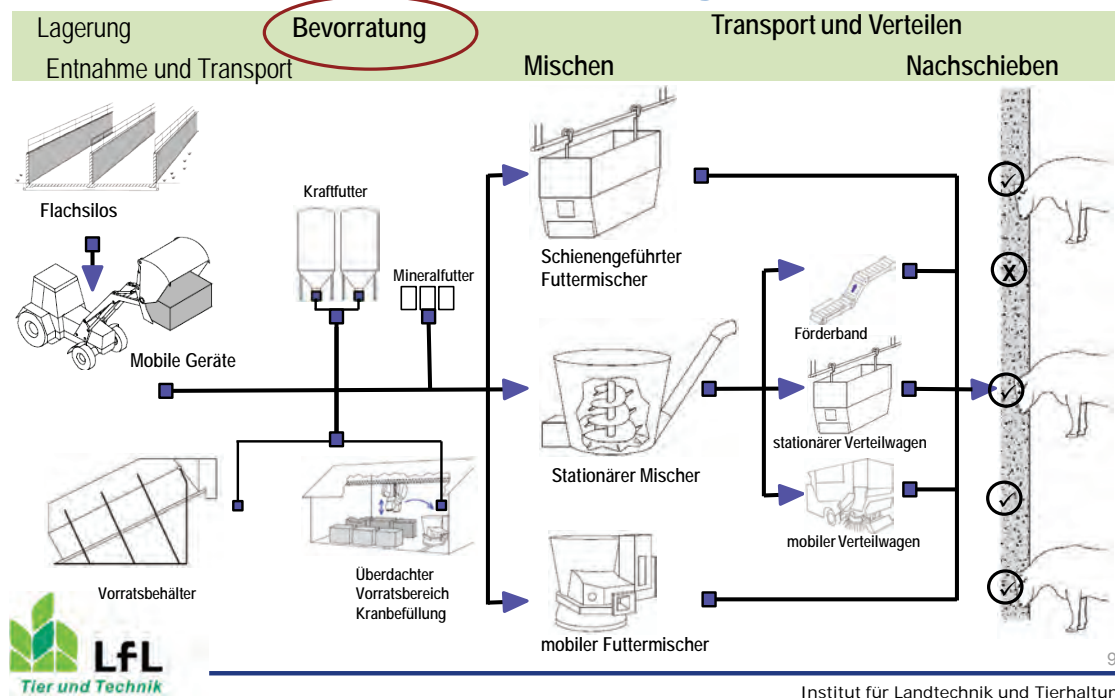 Lagerung
Bevorratung
Transport und Verteilen
Entnahme und Transport
Mischen
Nachschieben
Flachsilos
Kraftfutter
Mineralfutter
Mobile Geräte
Schienengeführter
Futtermischer
Förderband
X
Stationärer Mischer
stationärer Verteilwagen
mobiler Verteilwagen
Vorratsbehälter
Überdachter
Vorratsbereich
Kranbefüllung
mobiler Futtermischer
LfL
Tier und Technik
9
Institut für Landtechnik und Tierhaltun